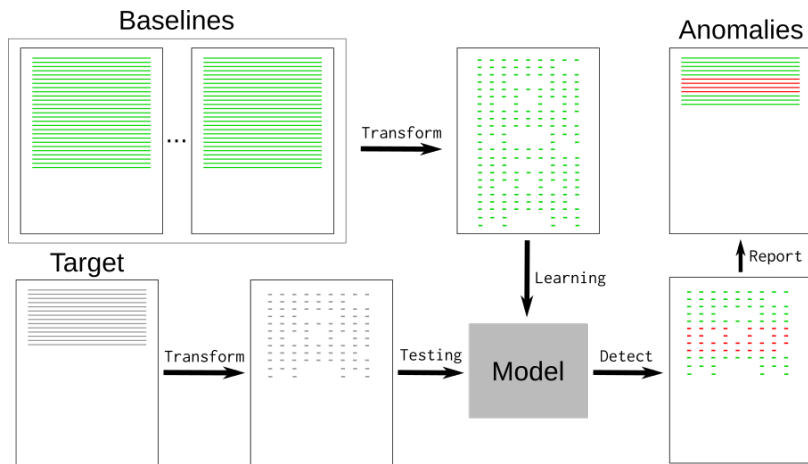 Baselines
Anomalies
...
Transform
Target
Learning
Report
Transform
Testing
Model
Detect